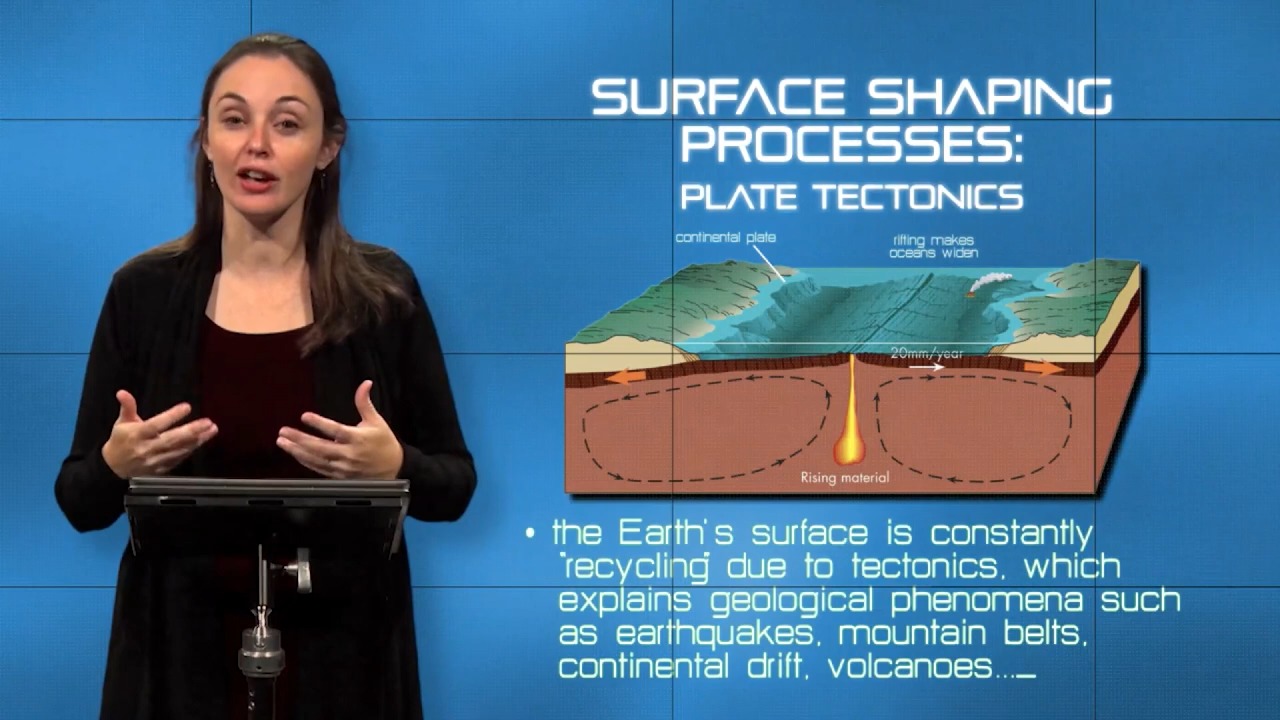 SURFACE SHAPING
PROCESSES:
PLATE TECTONICS
continental plate
rifting makes
oceans widen
20mm/year
Rising material
• the Earth's surface is constantly
"recycling" due to tectonics, which
explains geological phenomena such
as earthquakes, mountain belts,
continental drift, volcanoes..._